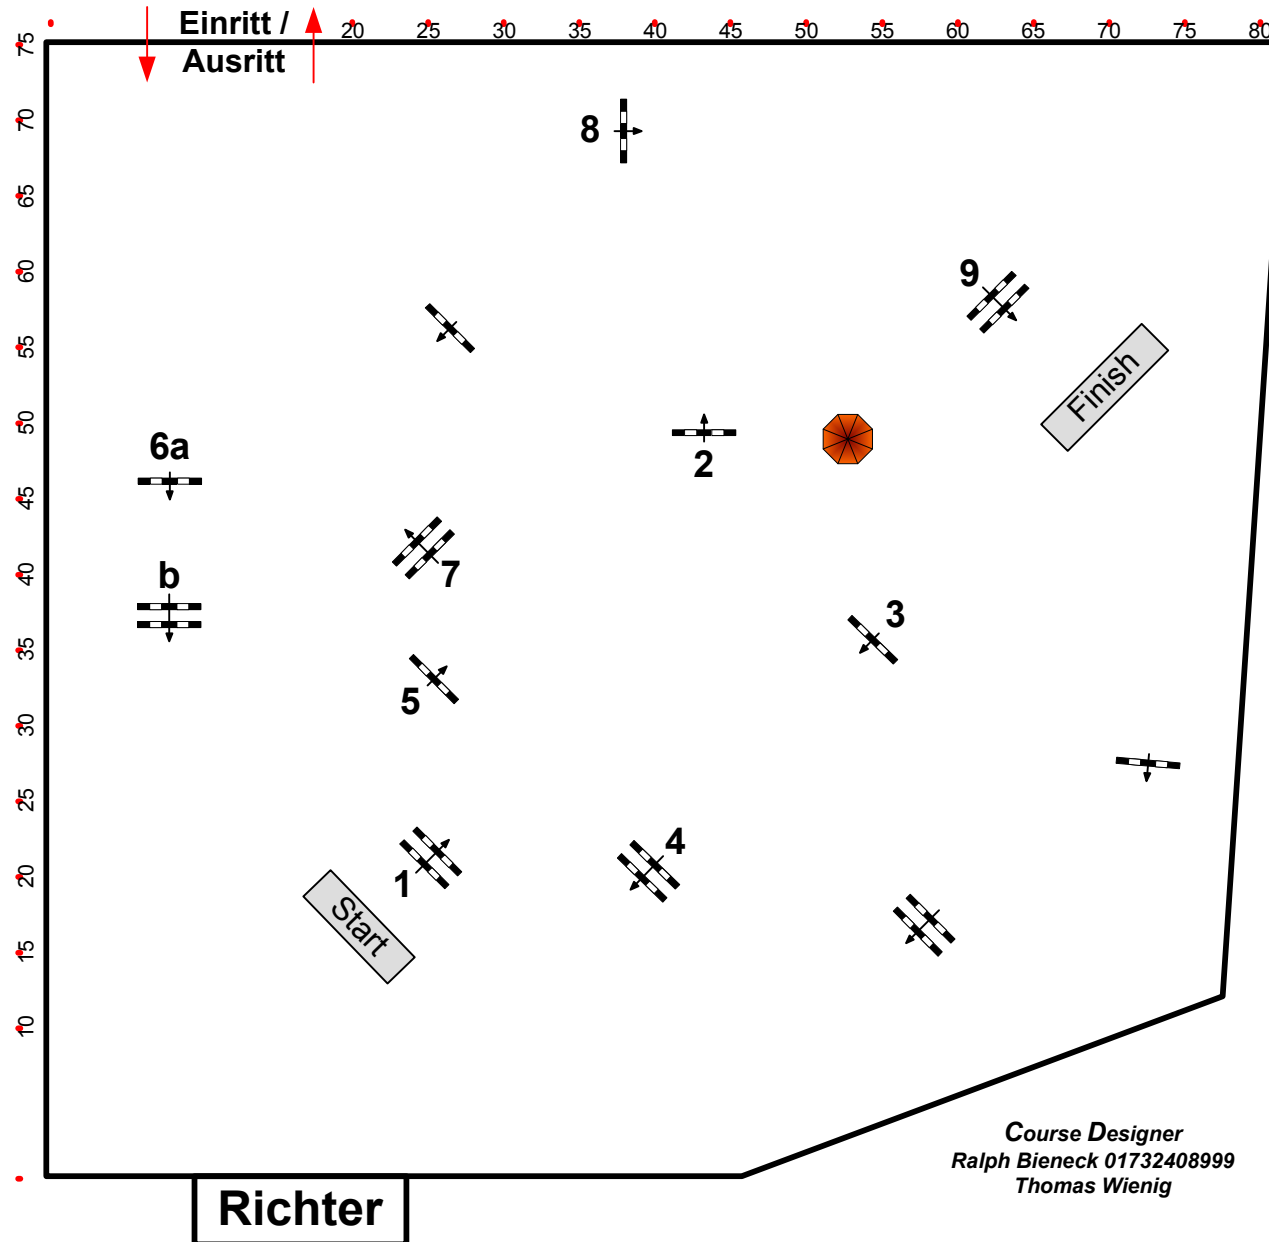 Einritt /
Ausritt
20 25 30 35 40 45 50 55 60 65 70 75 80
75
70
65
60
55
50
45
40
35
30
25
20
15
10
8
9
Finish
6a
2
b
7
3
5
4
1
Start
Course Designer
Ralph Bieneck 01732408999
Thomas Wienig
Richter